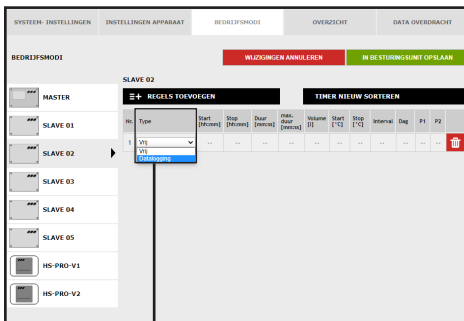 SYSTEEM- INSTELLINGEN INSTELLINGEN APPARAAT BEDRIJFSMODI OVERZICHT DATA OVERDRACHT
BEDRIJFSMODI WIJZIGINGEN ANNULEREN IN BESTURINGSUNIT OPSLAAN
SLAVE 02
MASTER
REGELS TOEVOEGEN TIMER NIEUW SORTEREN
SLAVE 01
Nr. Type Start [hh:mm] Stop [hh:mm] Duur [mm:ss] max. duur [mm:ss] Volume [l] Start [°C] Stop [°C] Interval Dag P1 P2
1 Vrij -- -- -- -- -- -- -- -- -- -- --
Vrij
Datalogging
SLAVE 02
SLAVE 03
SLAVE 04
SLAVE 05
HS-PRO-V1
HS-PRO-V2